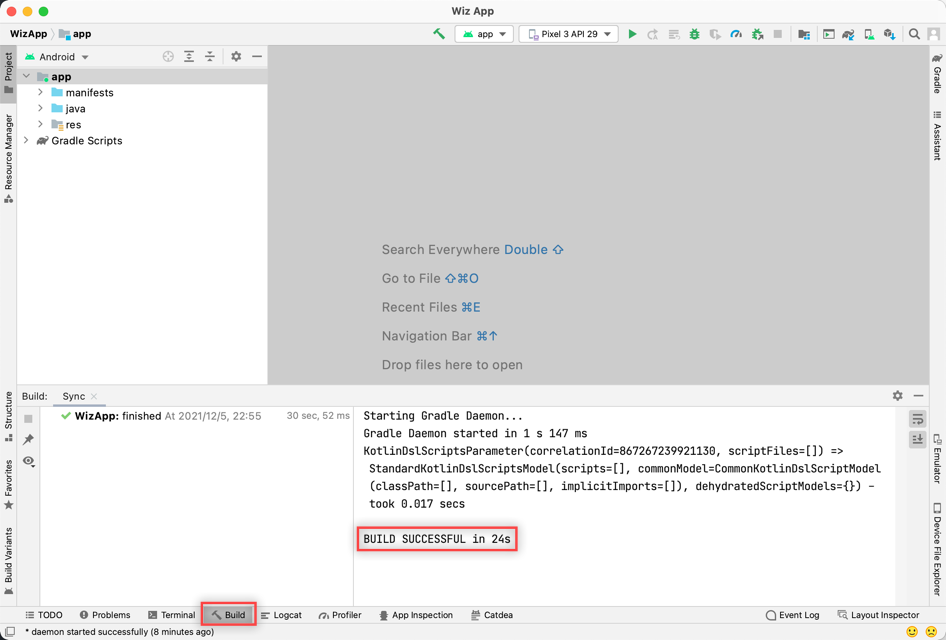 Wiz App
WizApp
app
app
Pixel 3 API 29
Project
Android
app
manifests
java
res
Gradle Scripts
Resource Manager
Gradle
Assistant
Search Everywhere Double ⇧
Go to File ⇧⌘O
Recent Files ⌘E
Navigation Bar ⌘↑
Drop files here to open
Build:
Sync
WizApp: finished At 2021/12/5, 22:55
30 sec, 52 ms
Starting Gradle Daemon...
Gradle Daemon started in 1 s 147 ms
KotlinDslScriptsParameter(correlationId=867267239921130, scriptFiles=[]) =>
StandardKotlinDslScriptsModel(scripts=[], commonModel=CommonKotlinDslScriptModel
(classPath=[], sourcePath=[], implicitImports=[]), dehydratedScriptModels={}) -
took 0.017 secs
BUILD SUCCESSFUL in 24s
Structure
Favorites
Build Variants
Emulator
Device File Explorer
TODO
Problems
Terminal
Build
Logcat
Profiler
App Inspection
Catdea
Event Log
Layout Inspector
* daemon started successfully (8 minutes ago)